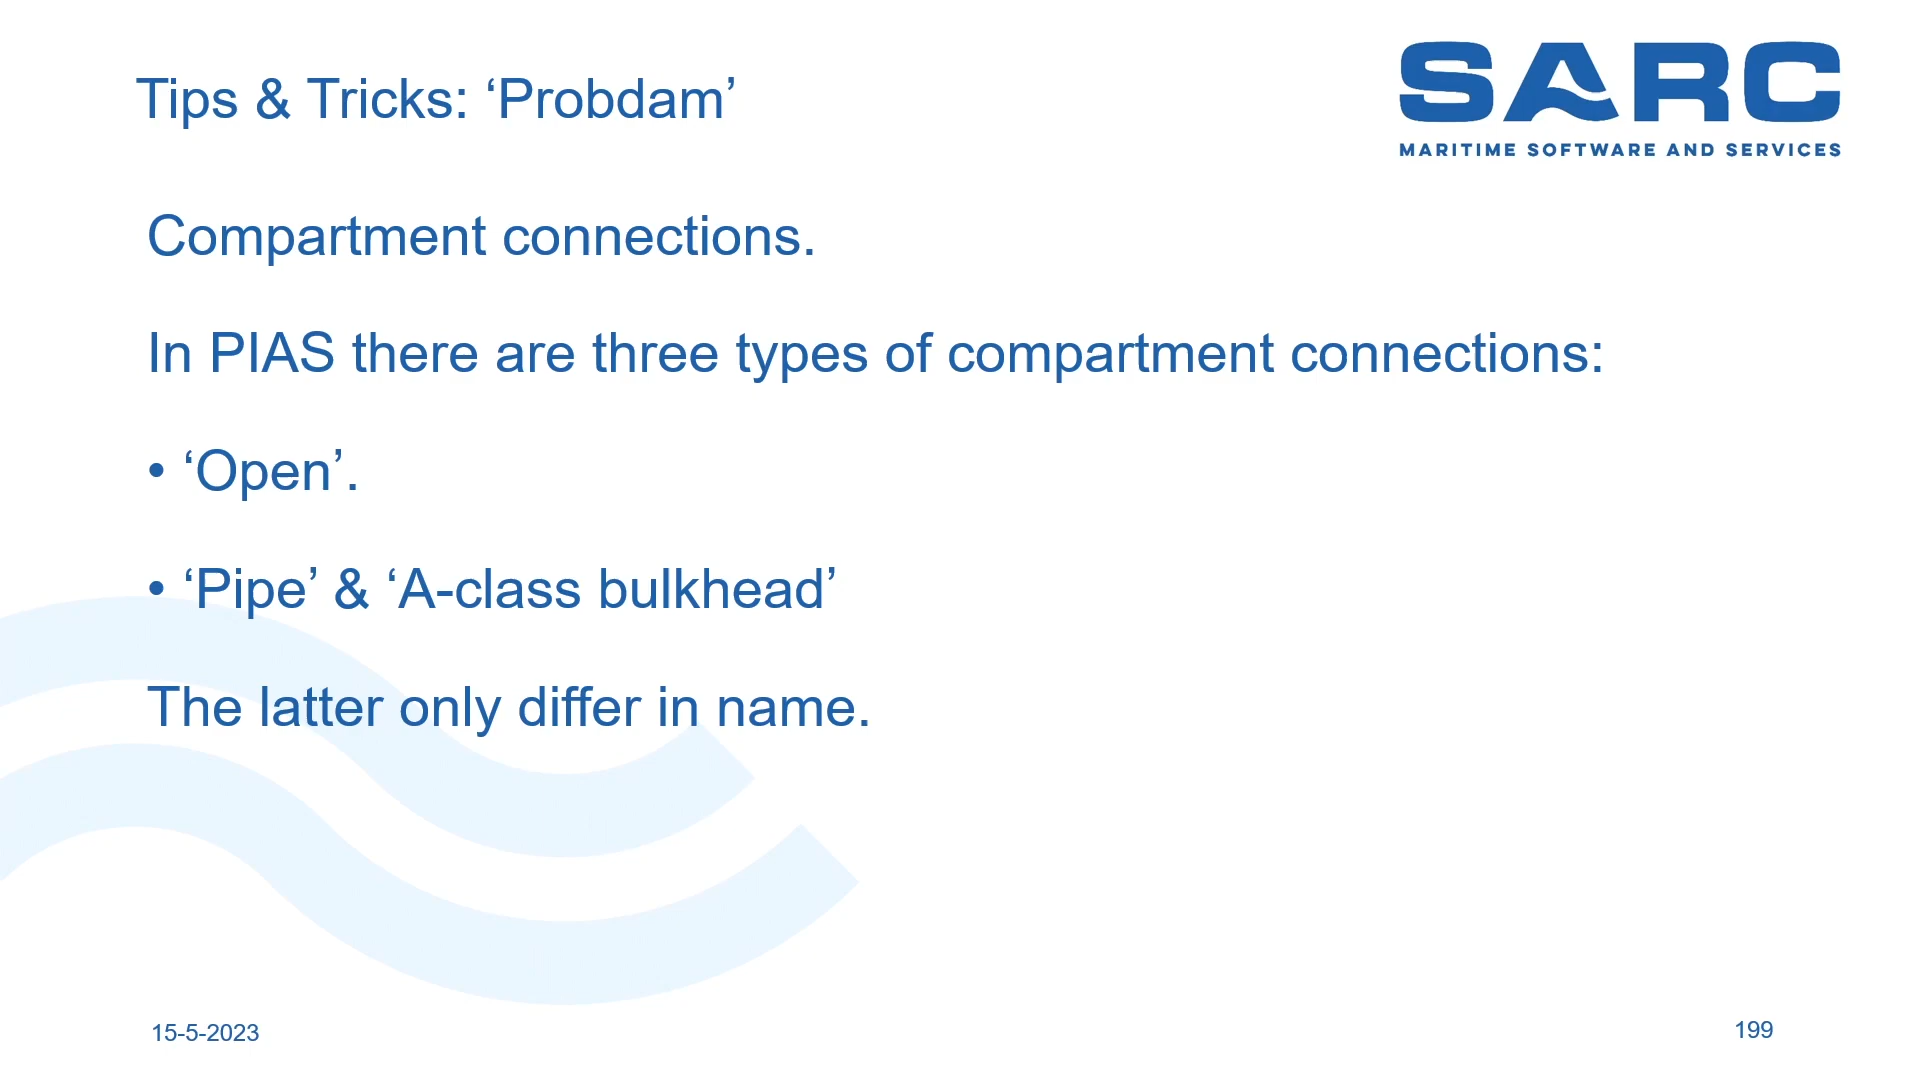 Tips & Tricks: ‘Probdam’
SARC
MARITIME SOFTWARE AND SERVICES
Compartment connections.
In PIAS there are three types of compartment connections:
• ‘Open’.
• ‘Pipe’ & ‘A-class bulkhead’
The latter only differ in name.
15-5-2023
199